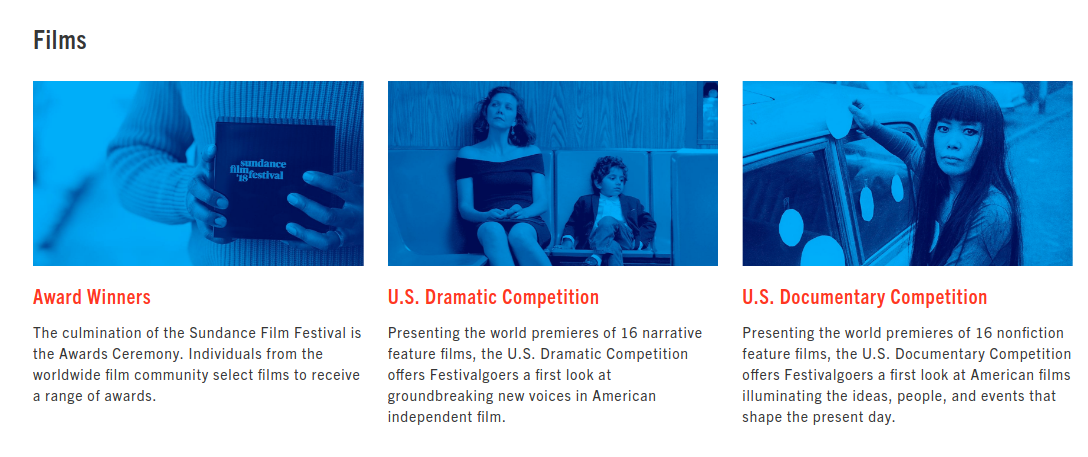 Films
sundance
film festival
'18
Award Winners
The culmination of the Sundance Film Festival is
the Awards Ceremony. Individuals from the
worldwide film community select films to receive
a range of awards.
U.S. Dramatic Competition
Presenting the world premieres of 16 narrative
feature films, the U.S. Dramatic Competition
offers Festivalgoers a first look at
groundbreaking new voices in American
independent film.
U.S. Documentary Competition
Presenting the world premieres of 16 nonfiction
feature films, the U.S. Documentary Competition
offers Festivalgoers a first look at American films
illuminating the ideas, people, and events that
shape the present day.